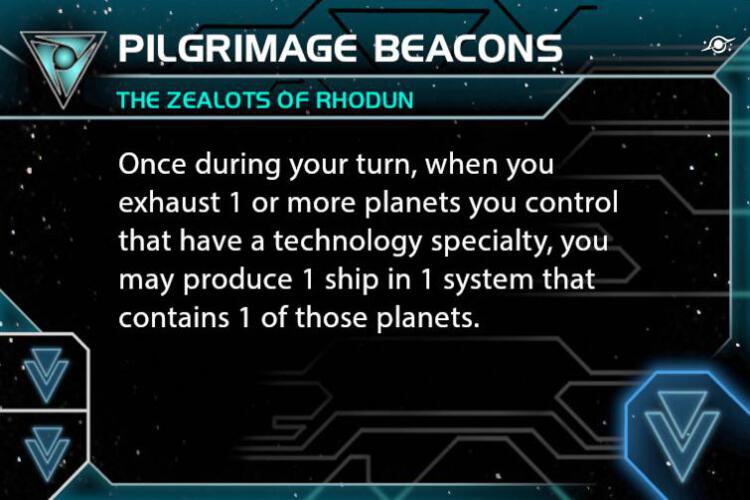 PILGRIMAGE BEACONS
THE ZEALOTS OF RHODUN
Once during your turn, when you
exhaust 1 or more planets you control
that have a technology specialty, you
may produce 1 ship in 1 system that
contains 1 of those planets.